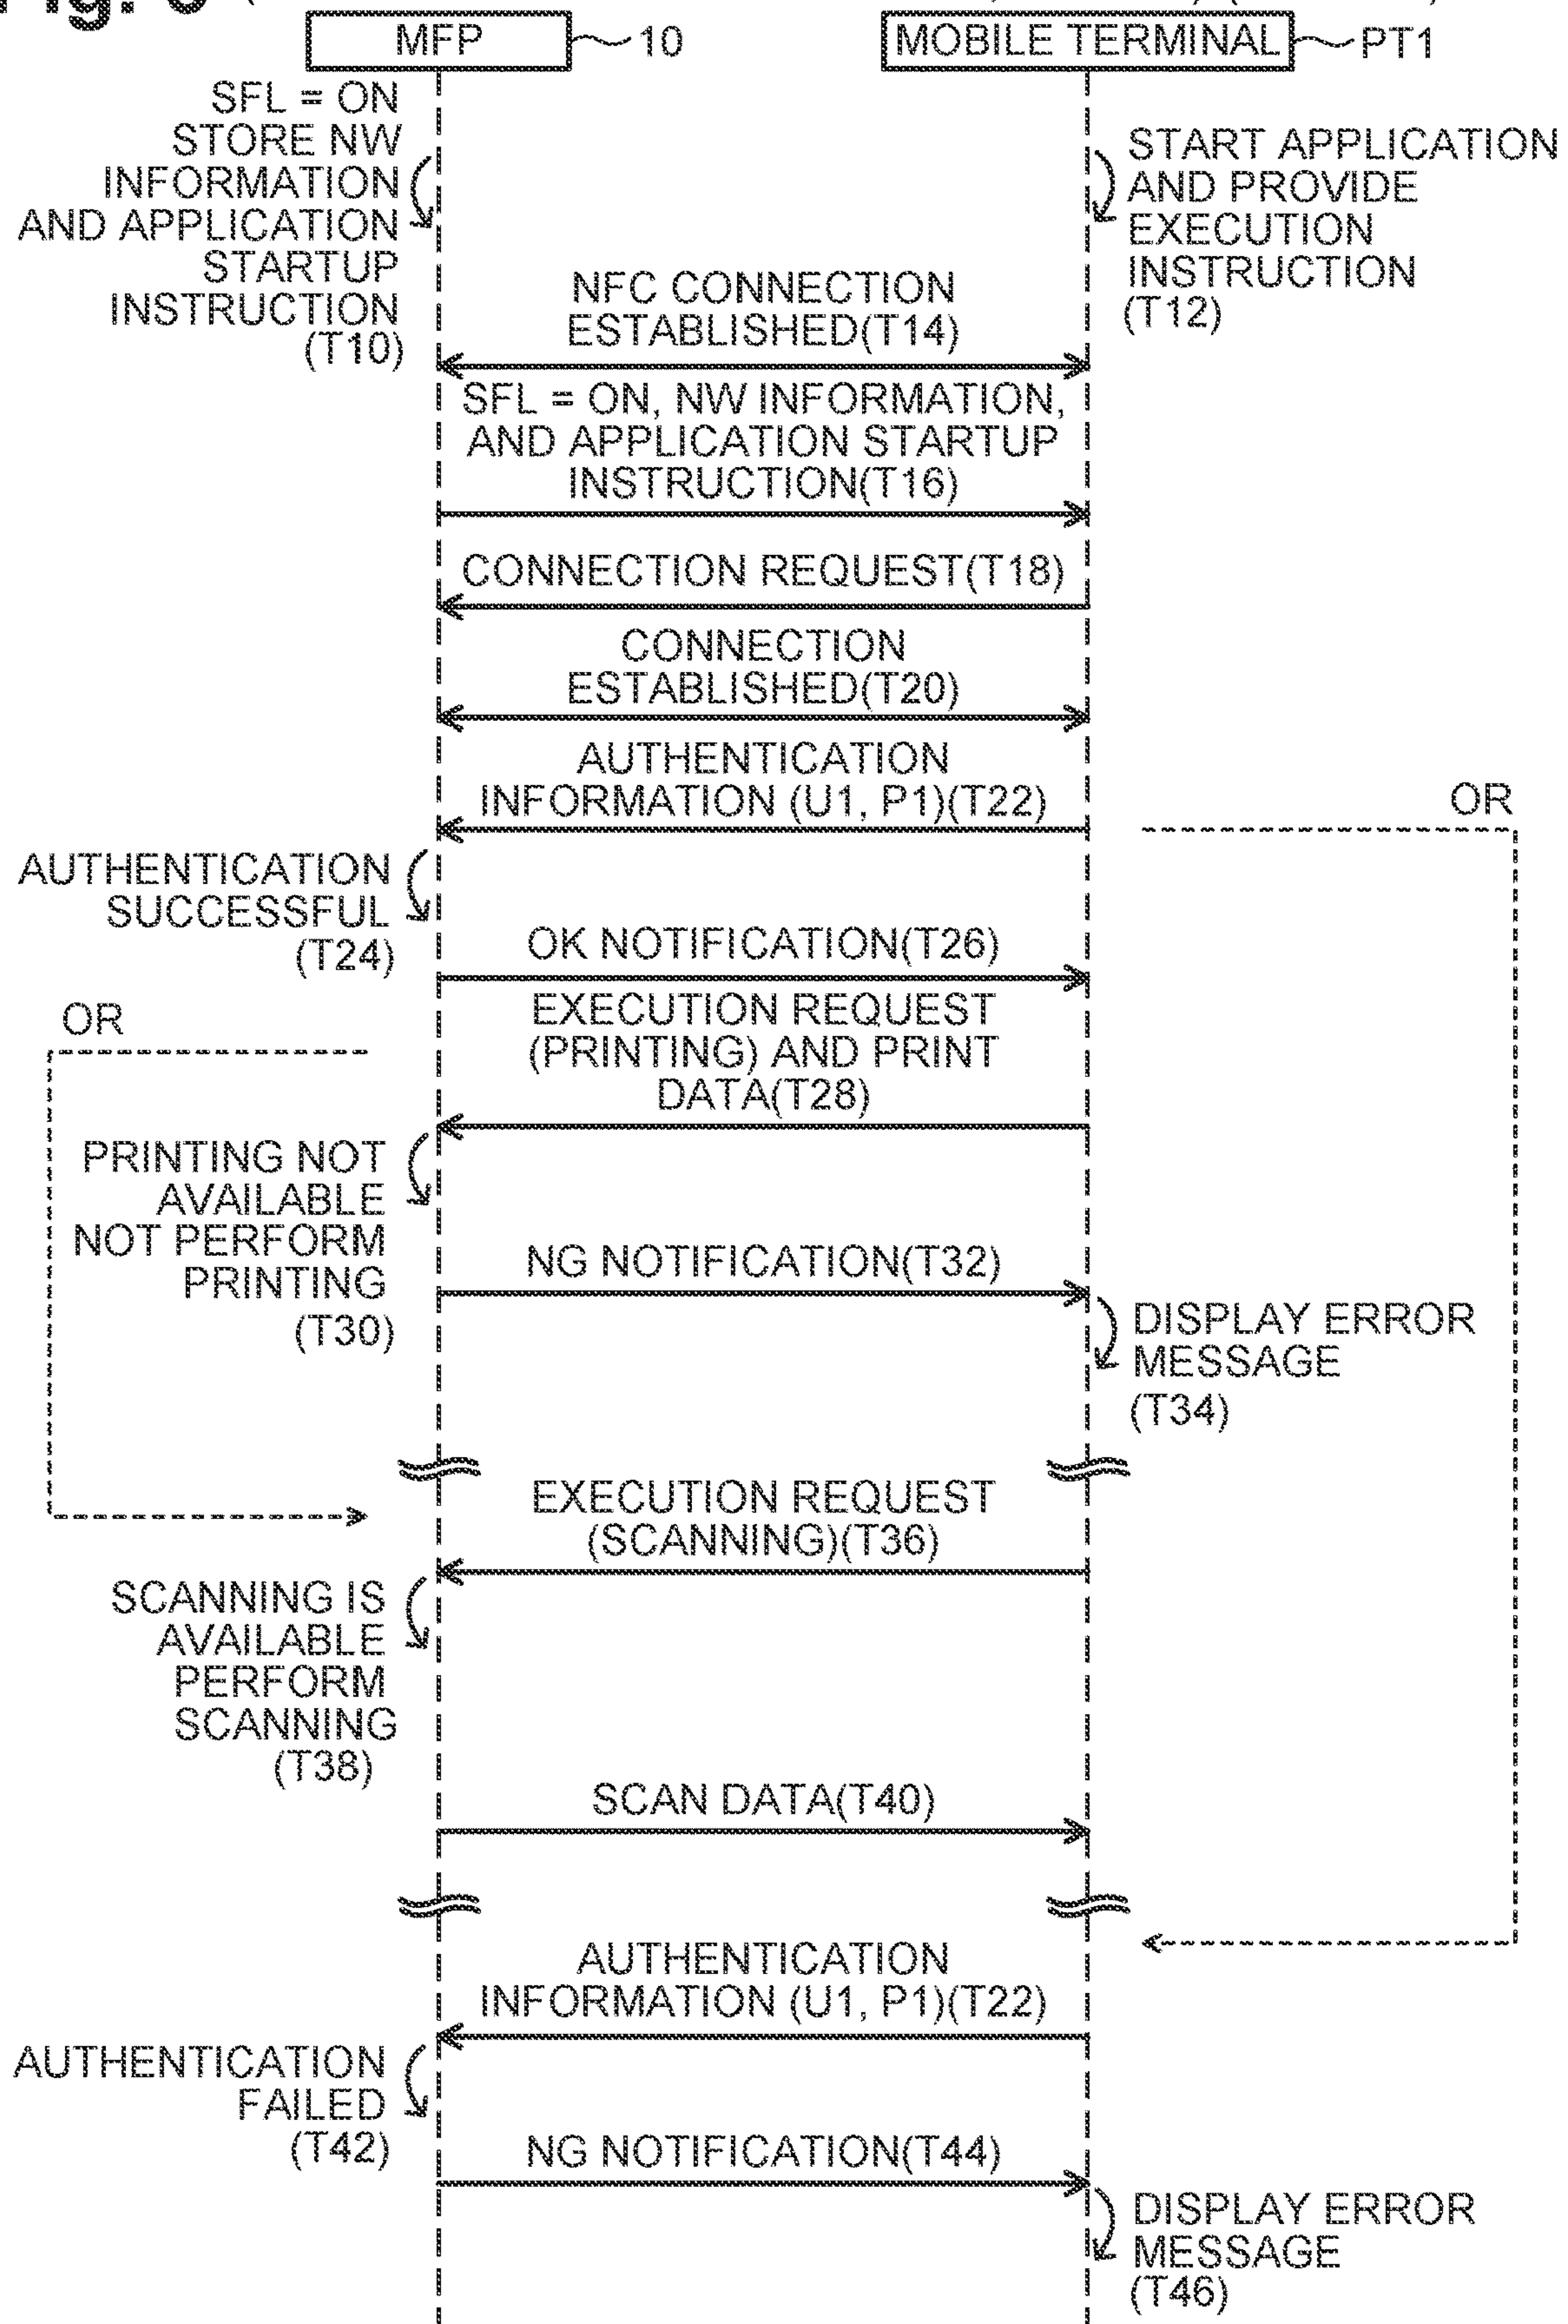 MFP
10
MOBILE TERMINAL
PT1
SFL = ON
STORE NW
INFORMATION
AND APPLICATION
STARTUP
INSTRUCTION
(T10)
START APPLICATION
AND PROVIDE
EXECUTION
INSTRUCTION
(T12)
NFC CONNECTION
ESTABLISHED(T14)
SFL = ON, NW INFORMATION,
AND APPLICATION STARTUP
INSTRUCTION(T16)
CONNECTION REQUEST(T18)
CONNECTION
ESTABLISHED(T20)
AUTHENTICATION
INFORMATION (U1, P1)(T22)
OR
AUTHENTICATION
SUCCESSFUL
(T24)
OK NOTIFICATION(T26)
OR
EXECUTION REQUEST
(PRINTING) AND PRINT
DATA(T28)
PRINTING NOT
AVAILABLE
NOT PERFORM
PRINTING
(T30)
NG NOTIFICATION(T32)
DISPLAY ERROR
MESSAGE
(T34)
EXECUTION REQUEST
(SCANNING)(T36)
SCANNING IS
AVAILABLE
PERFORM
SCANNING
(T38)
SCAN DATA(T40)
AUTHENTICATION
INFORMATION (U1, P1)(T22)
AUTHENTICATION
FAILED
(T42)
NG NOTIFICATION(T44)
DISPLAY ERROR
MESSAGE
(T46)